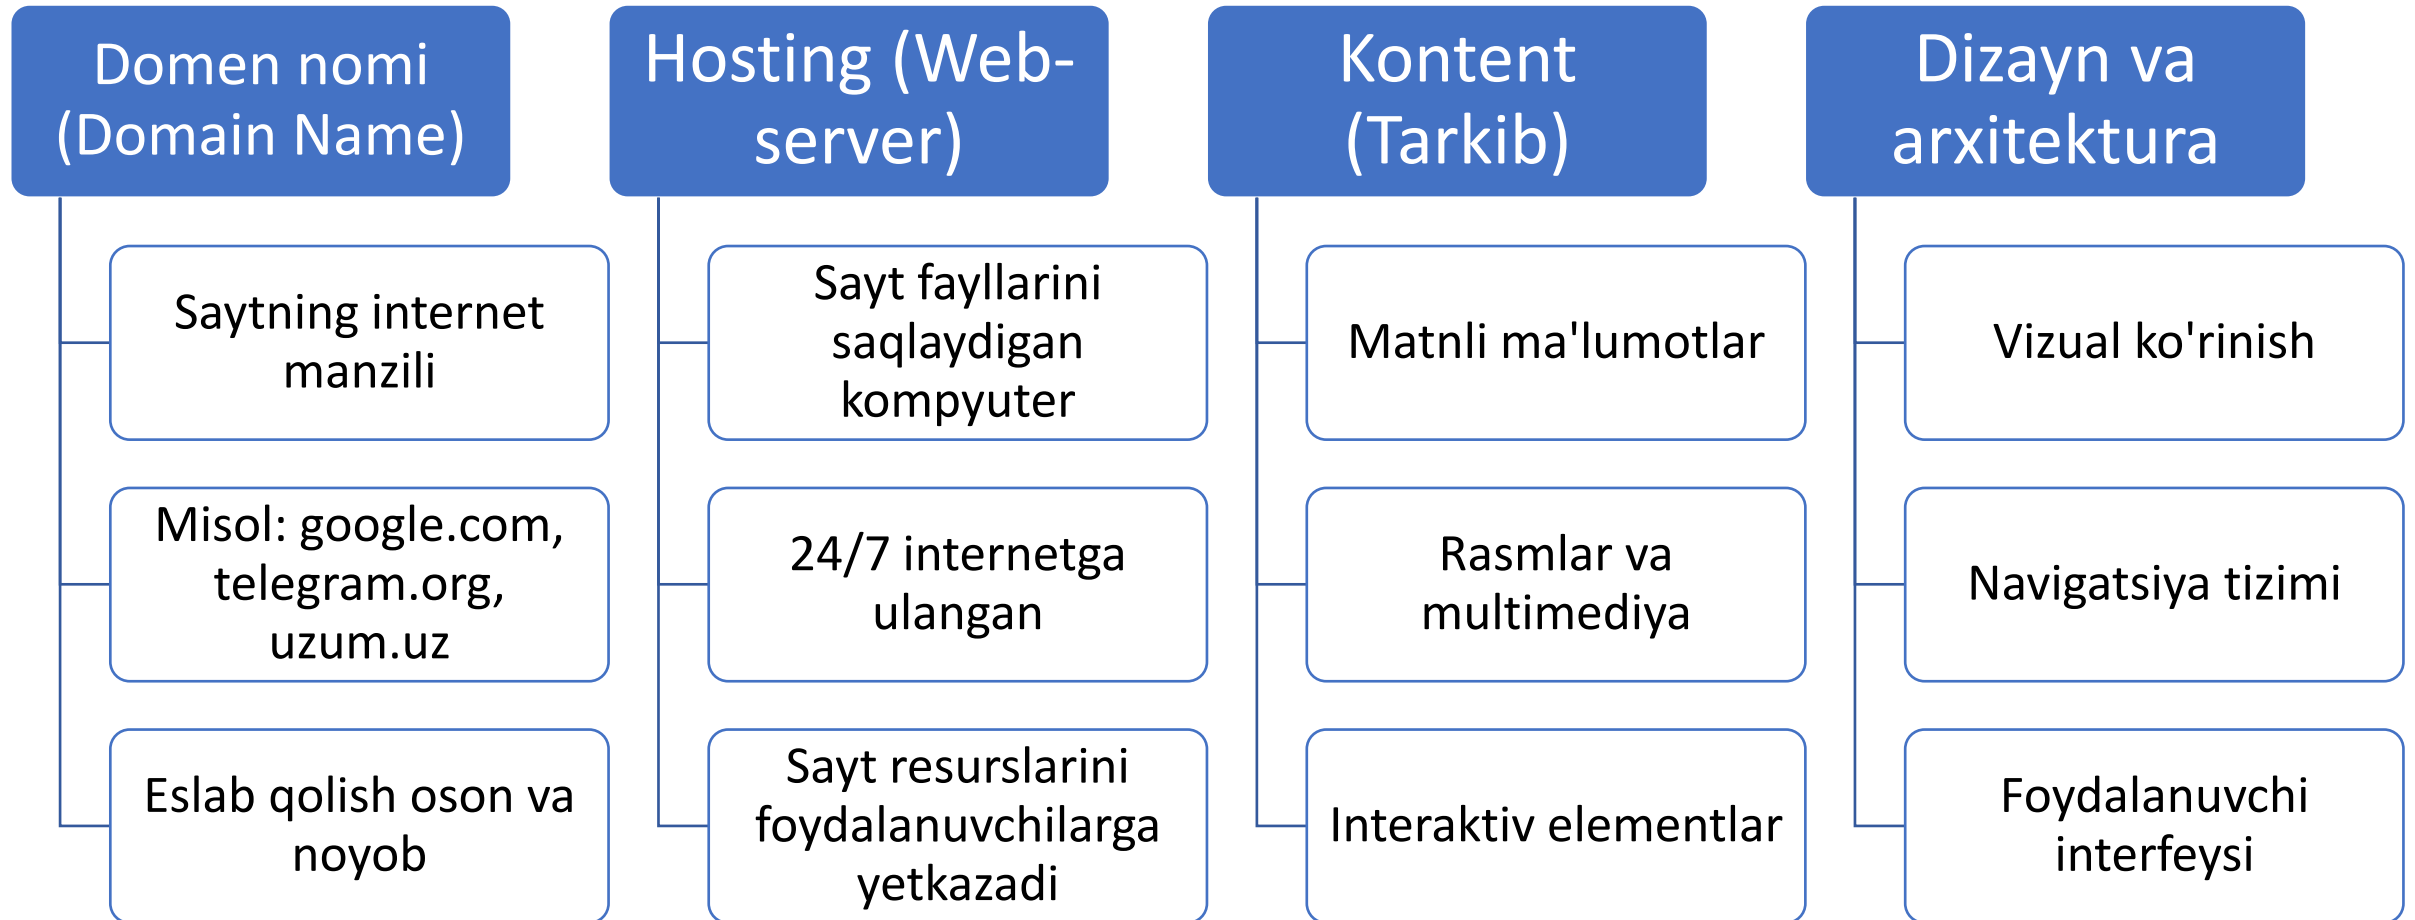 Domen nomi
(Domain Name)
Saytning internet
manzili
Misol: google.com,
telegram.org,
uzum.uz
Eslab qolish oson va
noyob
Hosting (Web-
server)
Sayt fayllarini
saqlaydigan
kompyuter
24/7 internetga
ulangan
Sayt resurslarini
foydalanuvchilarga
yetkazadi
Kontent
(Tarkib)
Matnli ma'lumotlar
Rasmlar va
multimediya
Interaktiv elementlar
Dizayn va
arxitektura
Vizual ko'rinish
Navigatsiya tizimi
Foydalanuvchi
interfeysi